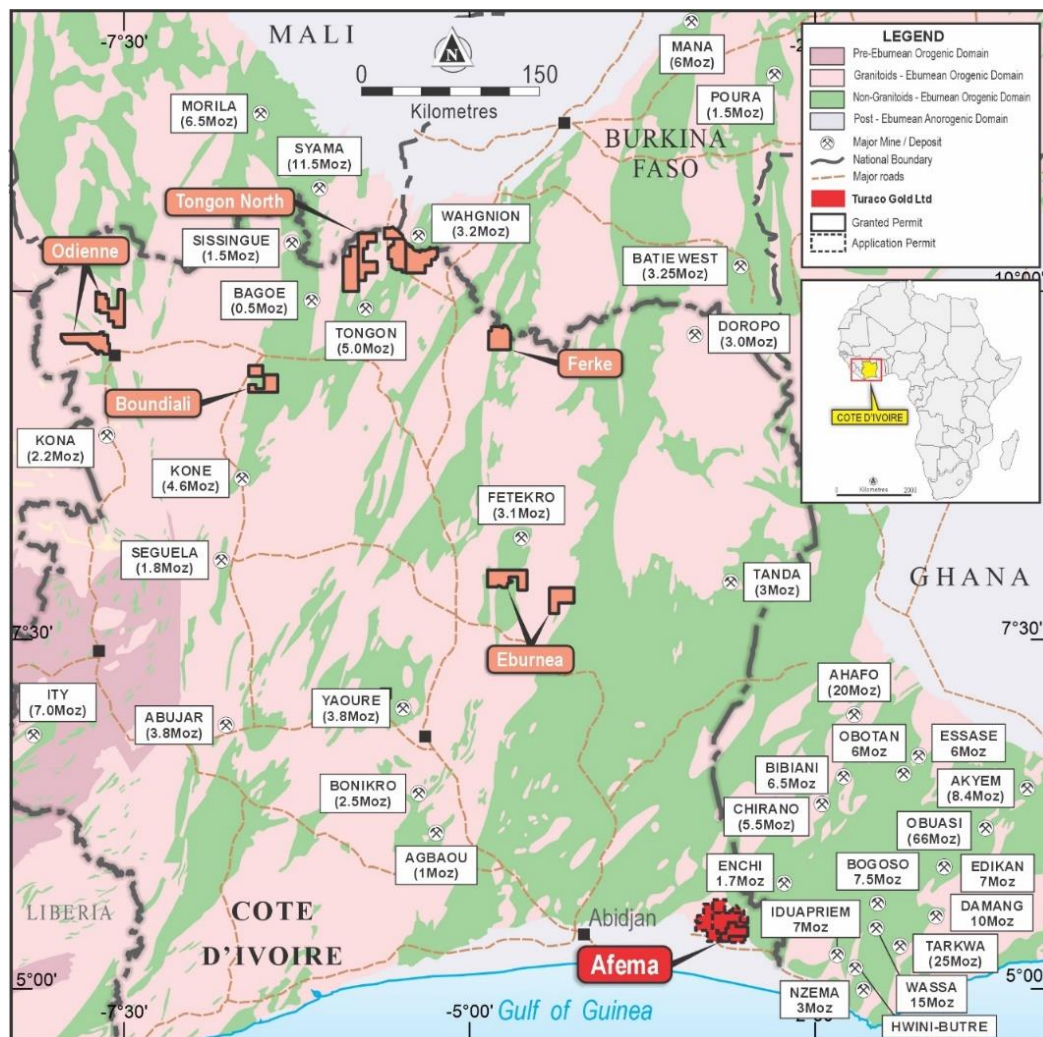 -7°30'
MALI
N
0
150
Kilometres
MANA
(6Moz)
POURA
(1.5Moz)
LEGEND
Pre-Eburnean Orogenic Domain
Granitoids - Eburnean Orogenic Domain
Non-Granitoids - Eburnean Orogenic Domain
Post - Eburnean Anorogenic Domain
Major Mine / Deposit
National Boundary
Major roads
Turaco Gold Ltd
Granted Permit
Application Permit
MORILA
(6.5Moz)
SYAMA
(11.5Moz)
BURKINA
FASO
Tongon North
WAHGNION
(3.2Moz)
Odienne
SISSINGUE
(1.5Moz)
BATIE WEST
(3.25Moz)
10°00'
BAGOE
(0.5Moz)
TONGON
(5.0Moz)
DOROPO
(3.0Moz)
Ferke
Boundiali
COTE D'IVOIRE
Kilometres
0
2500
KONA
(2.2Moz)
KONE
(4.6Moz)
FETEKRO
(3.1Moz)
SEGUELA
(1.8Moz)
TANDA
(3Moz)
GHANA
7°30'
7°30'
Eburnea
ITY
(7.0Moz)
ABUJAR
(3.8Moz)
YAOURE
(3.8Moz)
AHAFO
(20Moz)
OBOTAN
6Moz
ESSASE
6Moz
BIBIANI
6.5Moz
AKYEM
(8.4Moz)
BONIKRO
(2.5Moz)
CHIRANO
(5.5Moz)
OBUASI
(66Moz)
AGBAOU
(1Moz)
ENCHI
1.7Moz
BOGOSO
7.5Moz
EDIKAN
7Moz
LIBERIA
COTE
D'IVOIRE
Abidjan
IDUAPRIEM
7Moz
DAMANG
10Moz
Afema
TARKWA
(25Moz)
5°00'
5°00'
NZEMA
3Moz
WASSA
15Moz
HWINI-BUTRE
-7°30'
-5°00'
Gulf of Guinea